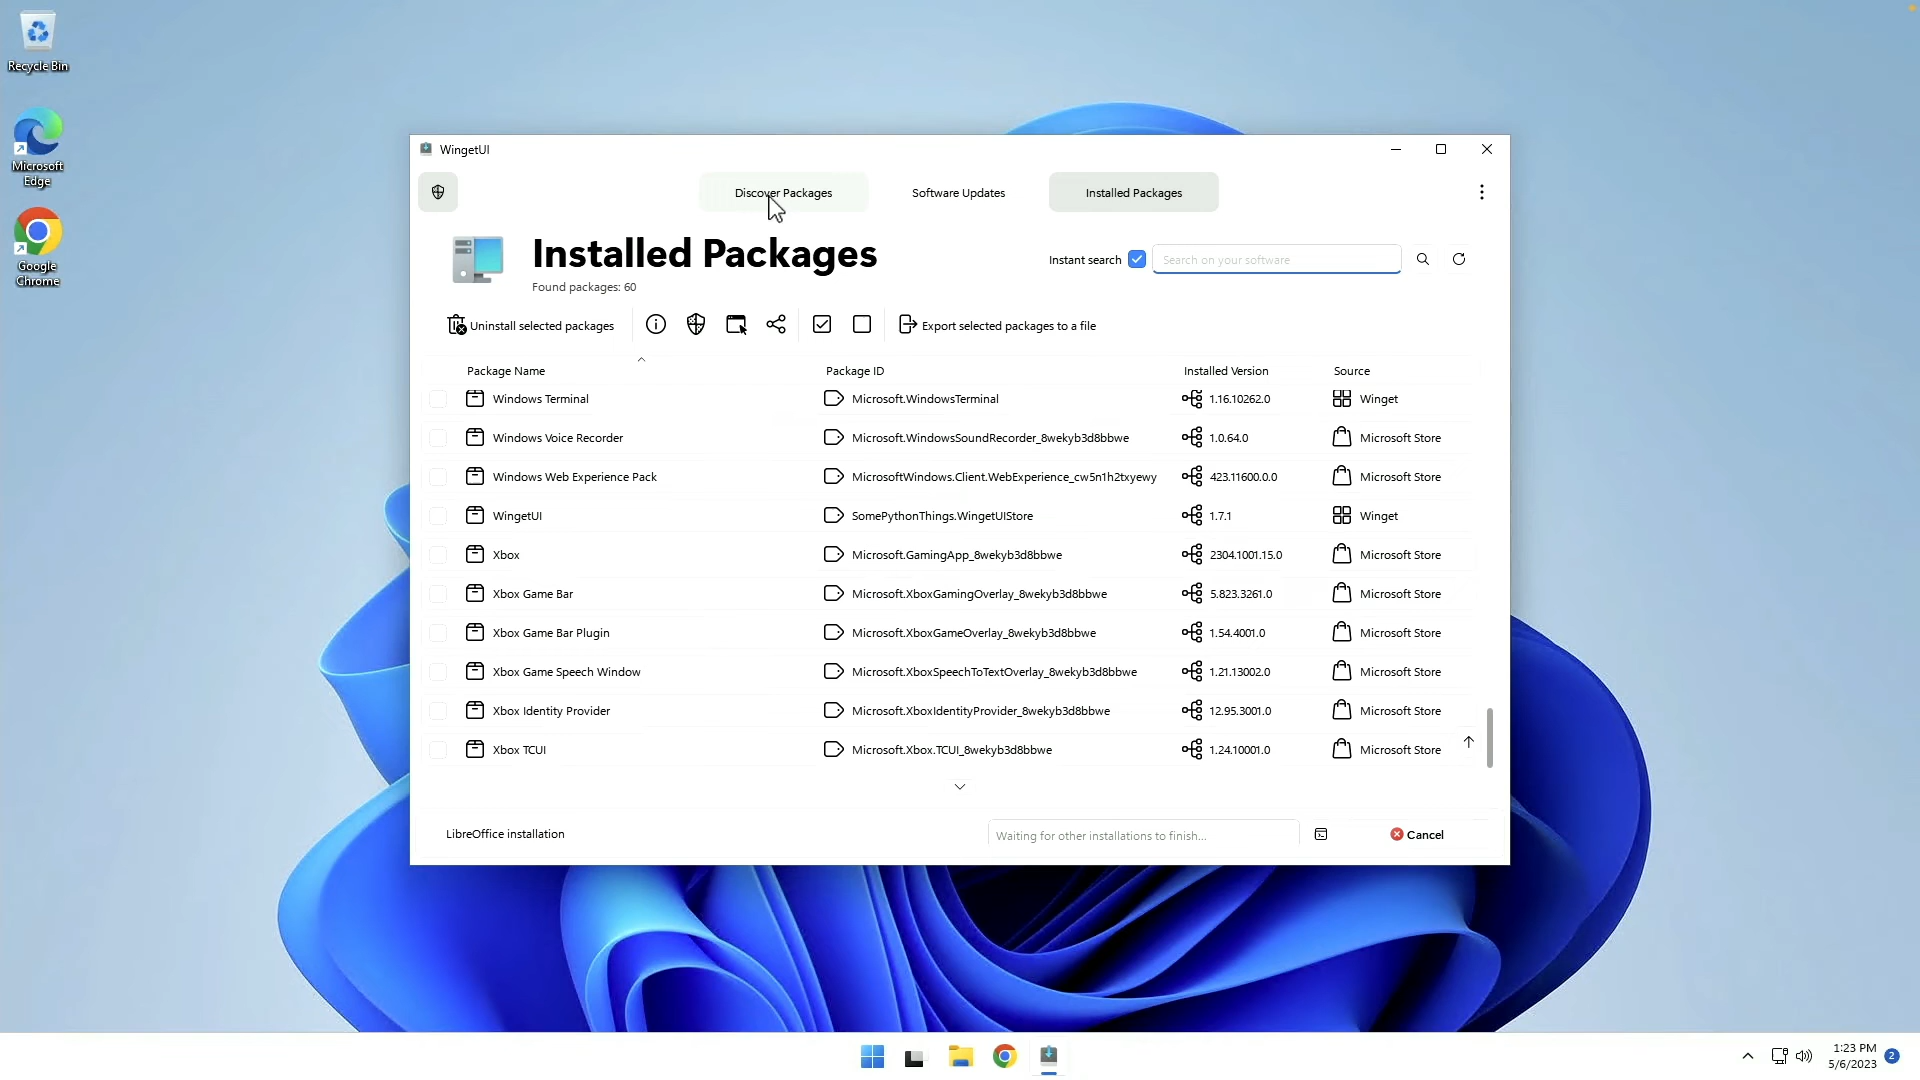 Recycle Bin
Microsoft
Edge
Google
Chrome
WingetUI
Discover Packages
Software Updates
Installed Packages
Installed Packages
Found packages: 60
Instant search
Search on your software
Uninstall selected packages
Export selected packages to a file
Package Name
Package ID
Installed Version
Source
Windows Terminal
Microsoft.WindowsTerminal
1.16.10262.0
Winget
Windows Voice Recorder
Microsoft.WindowsSoundRecorder_8wekyb3d8bbwe
1.0.64.0
Microsoft Store
Windows Web Experience Pack
MicrosoftWindows.Client.WebExperience_cw5n1h2txyewy
423.11600.0.0
Microsoft Store
WingetUI
SomePythonThings.WingetUIStore
1.7.1
Winget
Xbox
Microsoft.GamingApp_8wekyb3d8bbwe
2304.1001.15.0
Microsoft Store
Xbox Game Bar
Microsoft.XboxGamingOverlay_8wekyb3d8bbwe
5.823.3261.0
Microsoft Store
Xbox Game Bar Plugin
Microsoft.XboxGameOverlay_8wekyb3d8bbwe
1.54.4001.0
Microsoft Store
Xbox Game Speech Window
Microsoft.XboxSpeechToTextOverlay_8wekyb3d8bbwe
1.21.13002.0
Microsoft Store
Xbox Identity Provider
Microsoft.XboxIdentityProvider_8wekyb3d8bbwe
12.95.3001.0
Microsoft Store
Xbox TCUI
Microsoft.Xbox.TCUI_8wekyb3d8bbwe
1.24.10001.0
Microsoft Store
LibreOffice installation
Waiting for other installations to finish...
Cancel
1:23 PM
5/6/2023
2